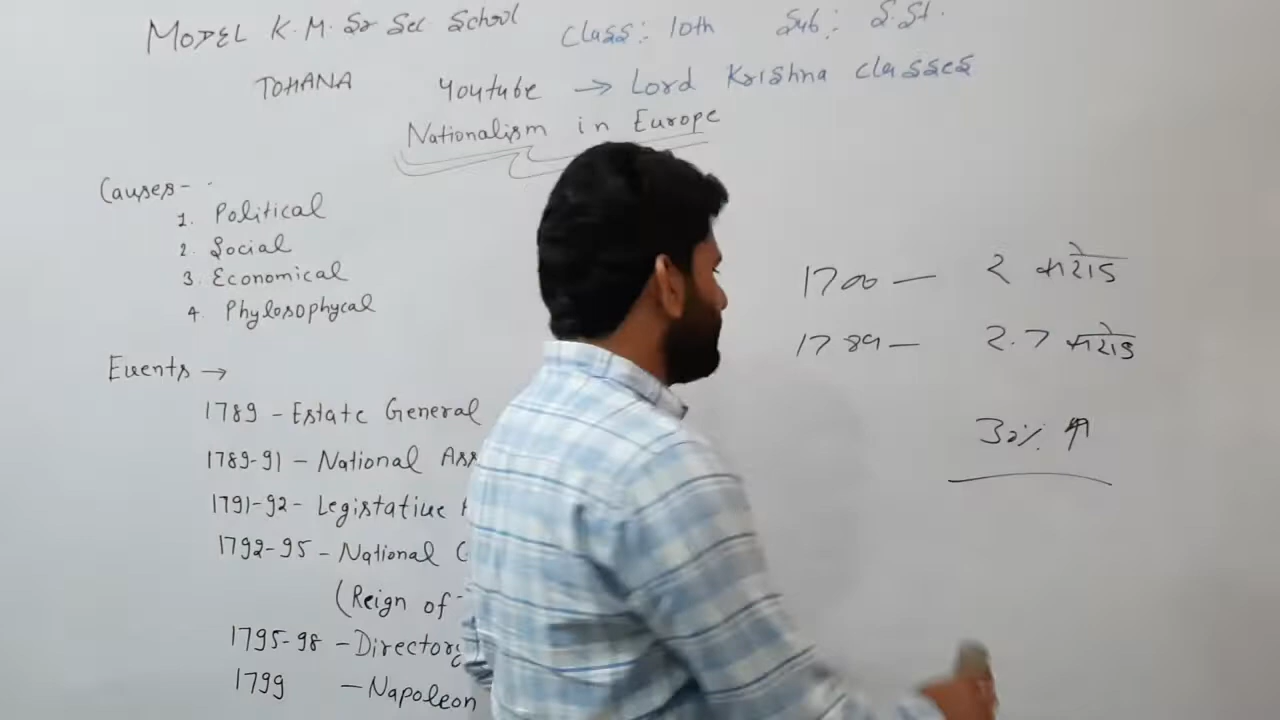 MODEL K.M. Sr Sec School Class: 10th Sub: S.St.
TOHANA Youtube → Lord Krishna classes
Nationalism in Europe
Causes-
1. Political
2. Social
3. Economical
4. Phylosophycal
Events →
1789 - Estate General
1789-91 - National Ass
1791-92 - Legistative
1792-95 - National C
(Reign of
1795-98 - Director
1799 - Napoleon
1700 — 2 करोड
1789 — 2.7 करोड
30% ↑